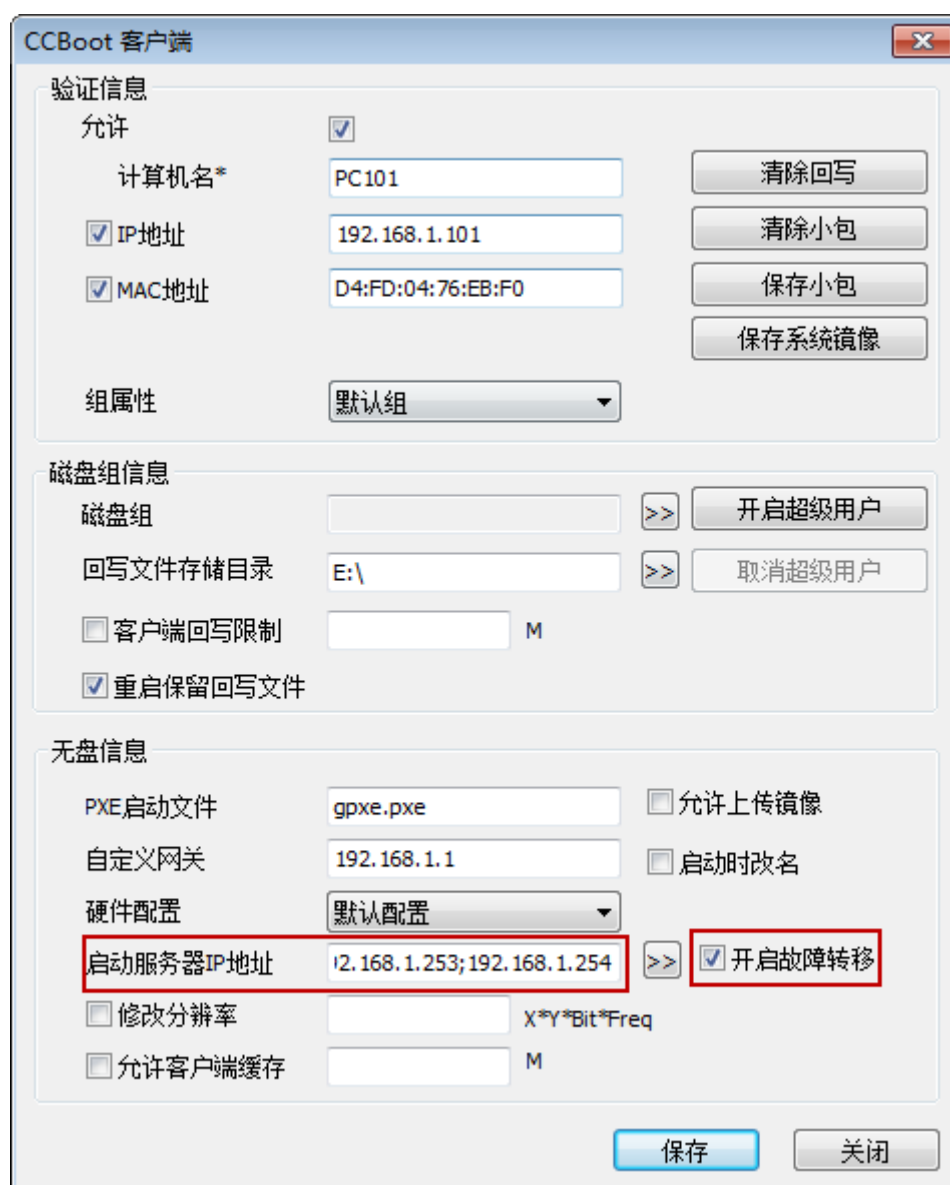 CCBoot 客户端
验证信息
允许
计算机名* PC101 清除回写
IP地址 192.168.1.101 清除小包
MAC地址 D4:FD:04:76:EB:F0 保存小包
保存系统镜像
组属性 默认组
磁盘组信息
磁盘组 >> 开启超级用户
回写文件存储目录 E:\ >> 取消超级用户
客户端回写限制 M
重启保留回写文件
无盘信息
PXE启动文件 gpxe.pxe 允许上传镜像
自定义网关 192.168.1.1 启动时改名
硬件配置 默认配置
启动服务器IP地址 2.168.1.253;192.168.1.254 >> 开启故障转移
修改分辨率 X*Y*Bit*Freq
允许客户端缓存 M
保存 关闭